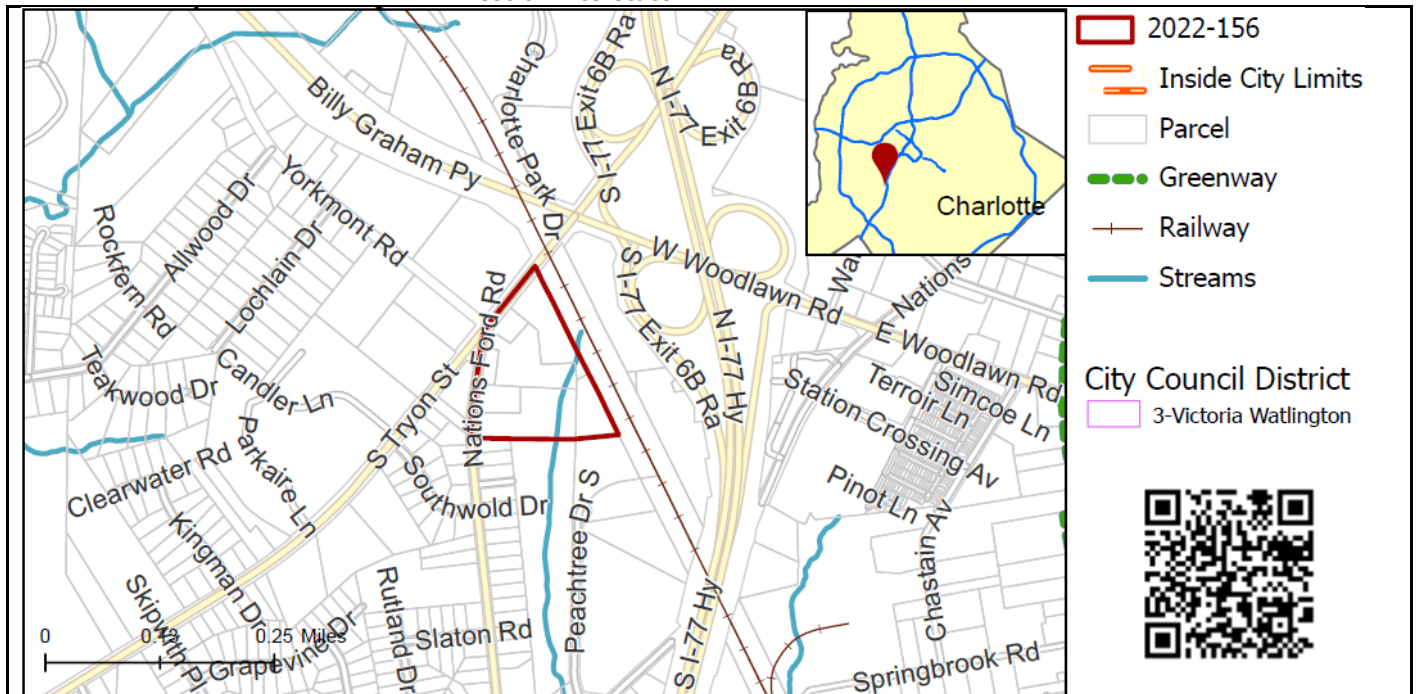 Billy Graham Py
Charlotte Park Dr
S I-77 Exit 6B Ra
N I-77
Exit 6B Ra
Yorkmont Rd
Allwood Dr
Lochlain Dr
Rockfern Rd
Teakwood Dr
Candler Ln
Parkaire Ln
Clearwater Rd
Kingman Dr
Skipwith Pl
Grapevine Dr
Rutland Dr
Slaton Rd
S Tryon St
Nations Ford Rd
Southwold Dr
Peachtree Dr S
S I-77 Exit 6B Ra
N I-77 Hy
S I-77 Hy
W Woodlawn Rd
Wa
Nations
E Woodlawn Rd
Terroir Ln
Simcoe Ln
Station Crossing Av
Pinot Ln
Chastain Av
Springbrook Rd
0
0.25 Miles
Charlotte
2022-156
Inside City Limits
Parcel
Greenway
Railway
Streams
City Council District
3-Victoria Watlington